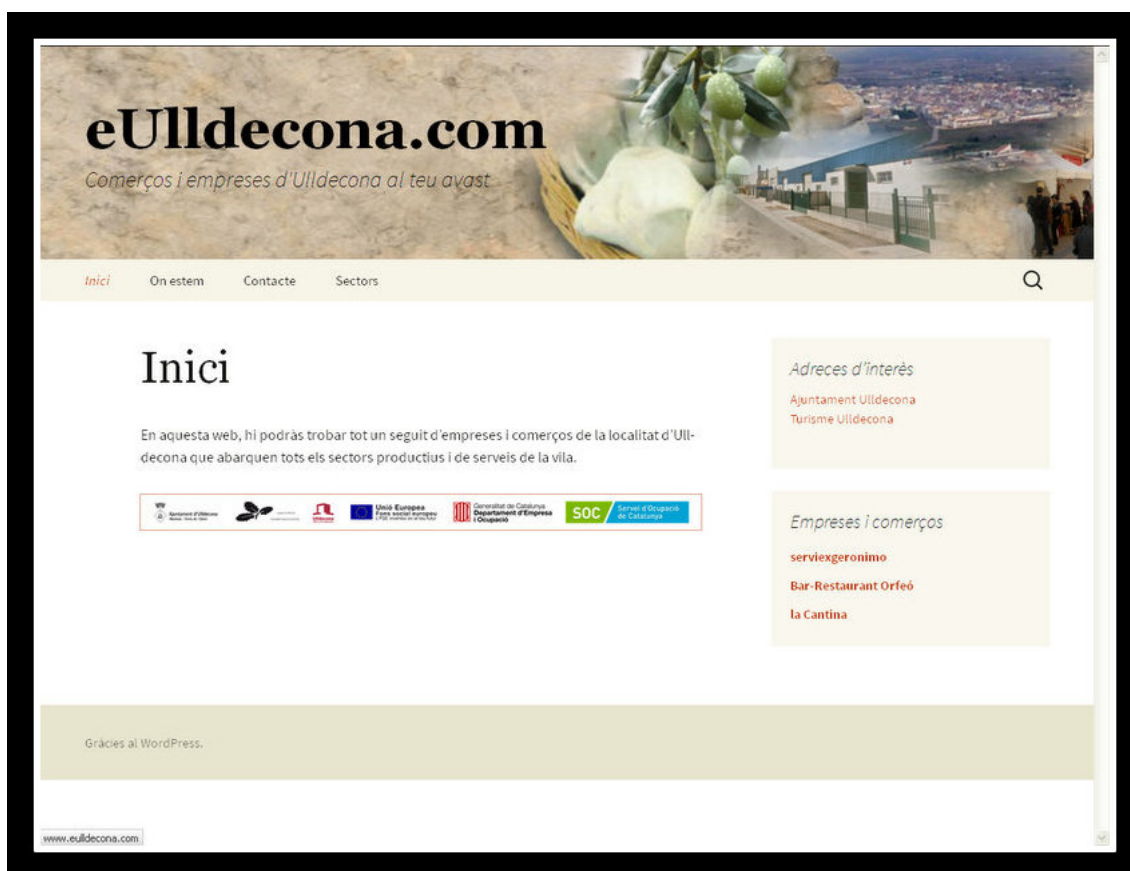 eUlldecona.com
Comerços i empreses d'Ulldecona al teu avast
Inici On estem Contacte Sectors
Inici
En aquesta web, hi podràs trobar tot un seguit d'empreses i comerços de la localitat d'Ull-
decona que abarquen tots els sectors productius i de serveis de la vila.
Ajuntament d'Ulldecona
Unió Europea
Fons social europeu
Generalitat de Catalunya
Departament d'Empresa
i Ocupació
SOC
Servei d'Ocupació
de Catalunya
Adreces d'interès
Ajuntament Ulldecona
Turisme Ulldecona
Empreses i comerços
serviexgeronimo
Bar-Restaurant Orfeó
la Cantina
Gràcies al WordPress.
www.eulldecona.com